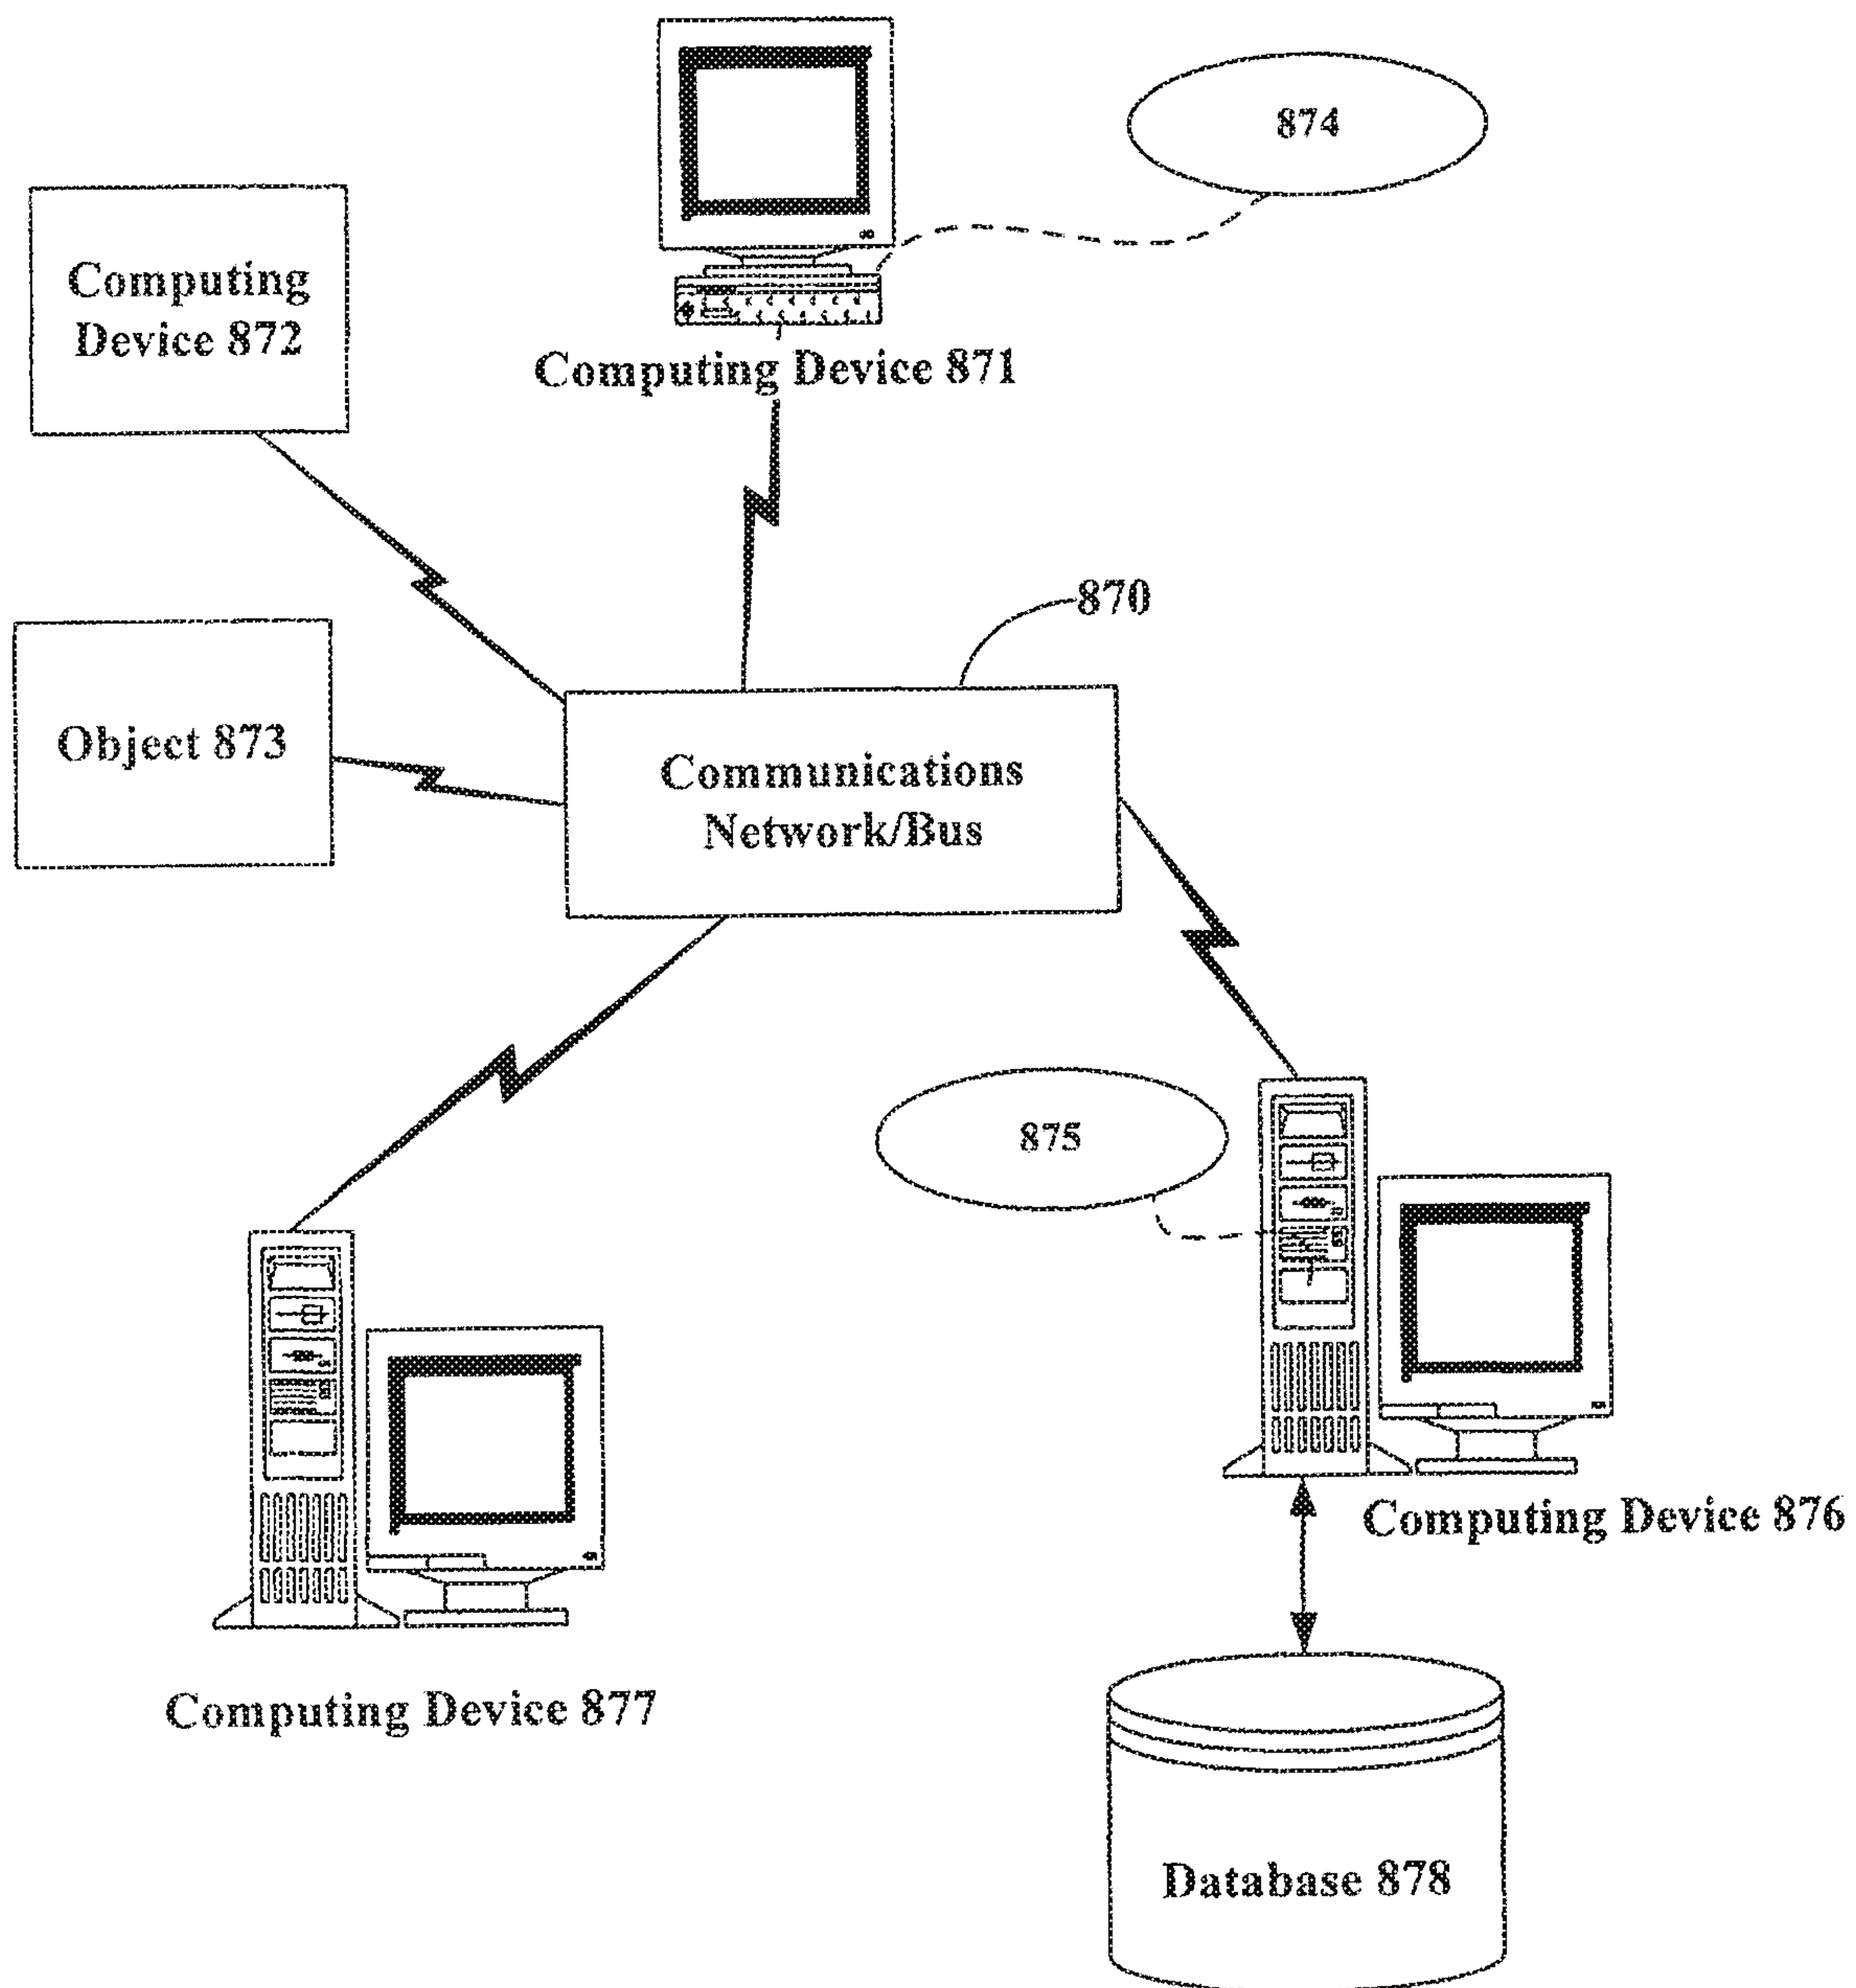 874
Computing
Device 872
Computing Device 871
870
Object 873
Communications
Network/Bus
875
Computing Device 876
Computing Device 877
Database 878